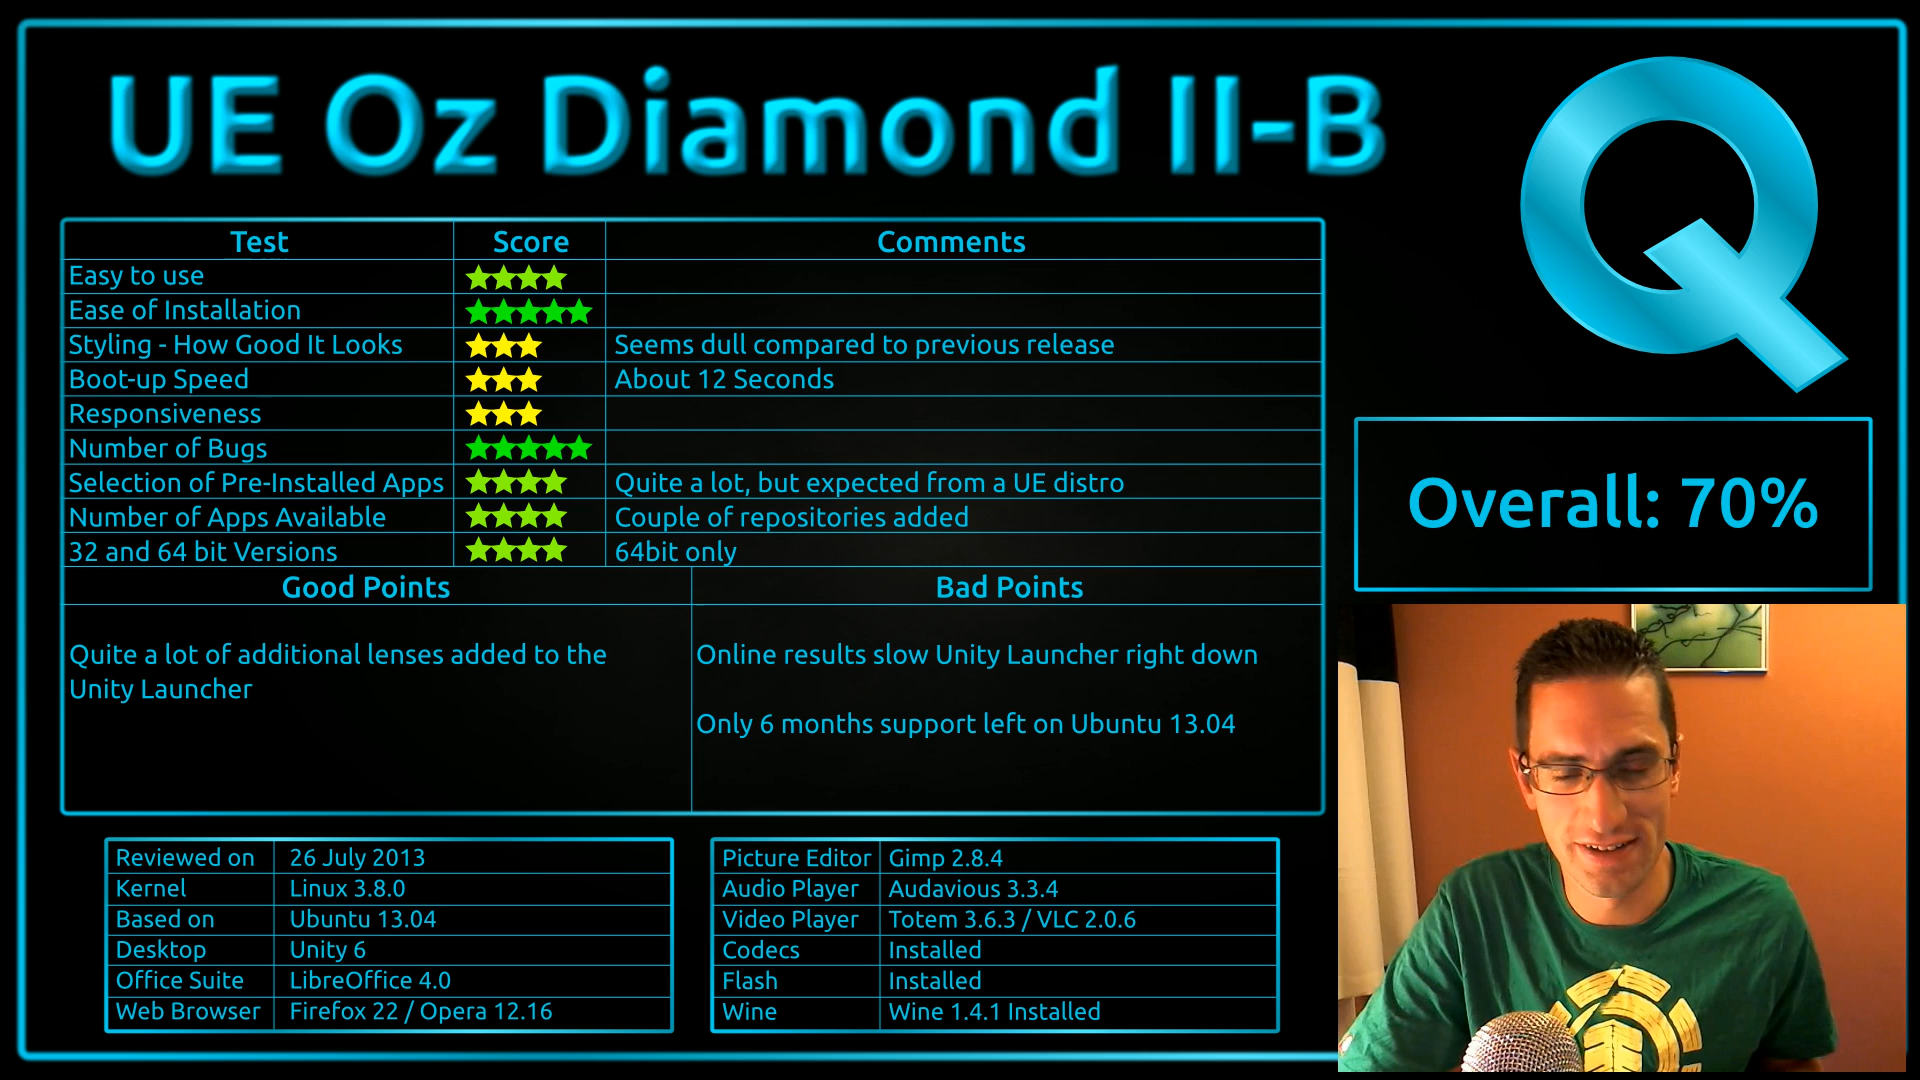 UE Oz Diamond II-B
Test Score Comments
Easy to use
Ease of Installation
Styling - How Good It Looks Seems dull compared to previous release
Boot-up Speed About 12 Seconds
Responsiveness
Number of Bugs
Selection of Pre-Installed Apps Quite a lot, but expected from a UE distro
Number of Apps Available Couple of repositories added
32 and 64 bit Versions 64bit only
Good Points Bad Points
Quite a lot of additional lenses added to the
Unity Launcher
Online results slow Unity Launcher right down
Only 6 months support left on Ubuntu 13.04
Q
Overall: 70%
Reviewed on 26 July 2013
Kernel Linux 3.8.0
Based on Ubuntu 13.04
Desktop Unity 6
Office Suite LibreOffice 4.0
Web Browser Firefox 22 / Opera 12.16
Picture Editor Gimp 2.8.4
Audio Player Audavious 3.3.4
Video Player Totem 3.6.3 / VLC 2.0.6
Codecs Installed
Flash Installed
Wine Wine 1.4.1 Installed